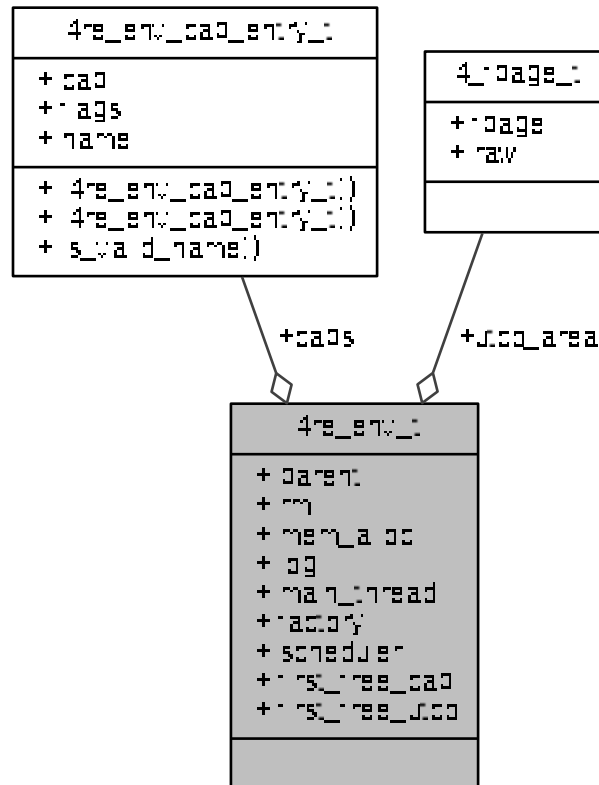 l4re_env_cap_entry_t
+ cap
+ flags
+ name
+ l4re_env_cap_entry_t()
+ l4re_env_cap_entry_t()
+ is_valid_name()
l4_fpage_t
+ fpage
+ raw
+caps
+utcb_area
l4re_env_t
+ parent
+ rm
+ mem_alloc
+ log
+ main_thread
+ factory
+ scheduler
+ first_free_cap
+ first_free_utcb